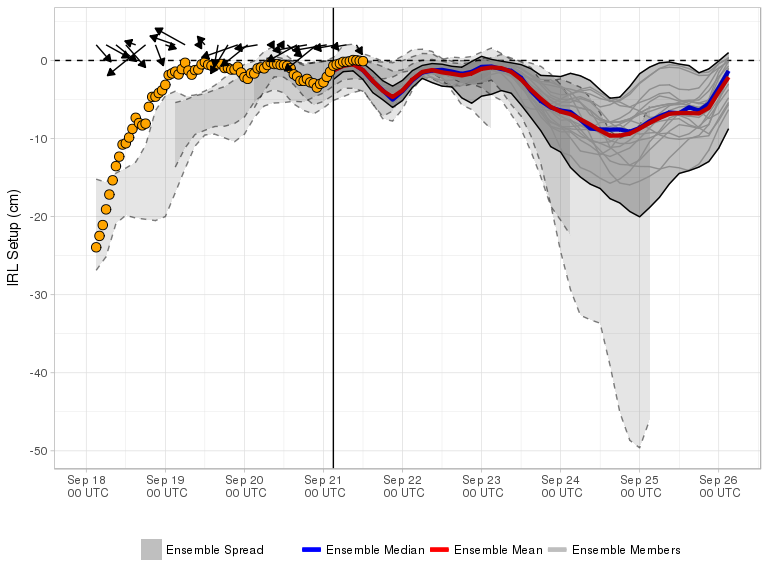 0
-10
-20
-30
-40
-50
IRL Setup (cm)
Sep 18 Sep 19 Sep 20 Sep 21 Sep 22 Sep 23 Sep 24 Sep 25 Sep 26
00 UTC 00 UTC 00 UTC 00 UTC 00 UTC 00 UTC 00 UTC 00 UTC 00 UTC
Ensemble Spread Ensemble Median Ensemble Mean Ensemble Members